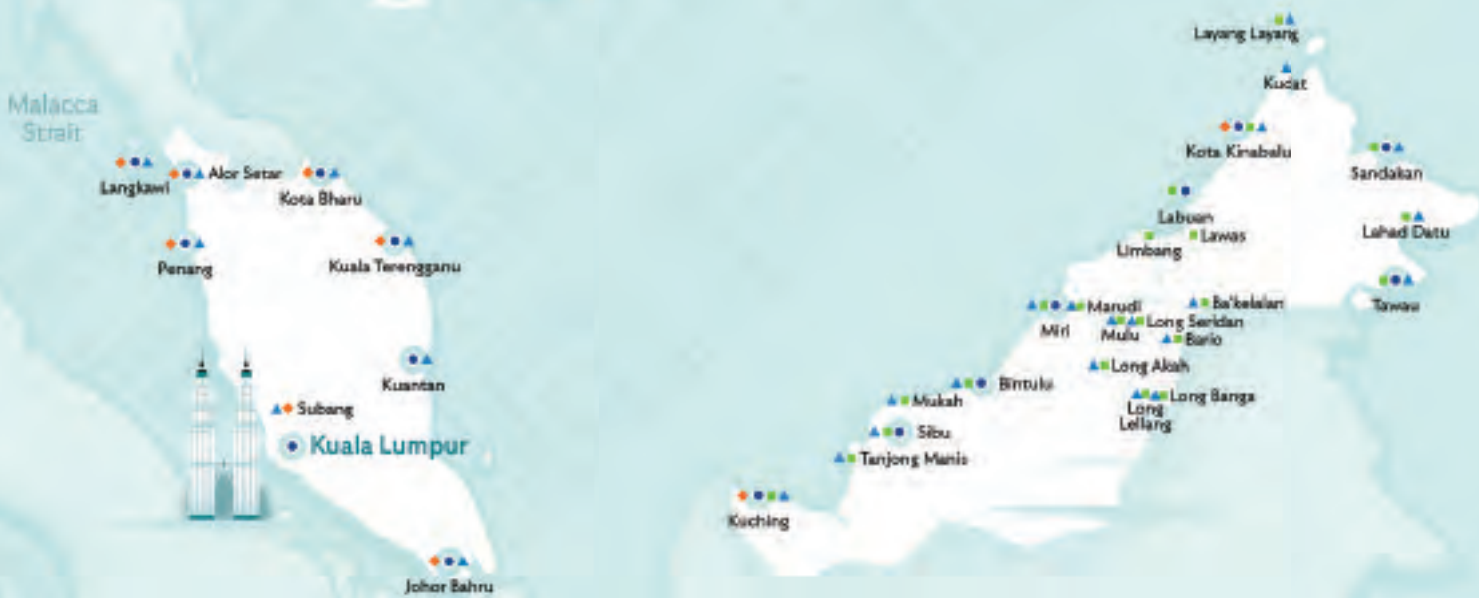 Malacca
Strait
Langkawi
Alor Setar
Kota Bharu
Penang
Kuala Terengganu
Kuantan
Subang
Kuala Lumpur
Johor Bahru
Layang Layang
Kudat
Kota Kinabalu
Sandakan
Labuan
Lahad Datu
Limbang
Lawas
Tawau
Ba'kelalan
Miri
Marudi
Mulu
Long Seridan
Bario
Long Akah
Bintulu
Mukah
Long
Lellang
Long Banga
Sibu
Tanjong Manis
Kuching